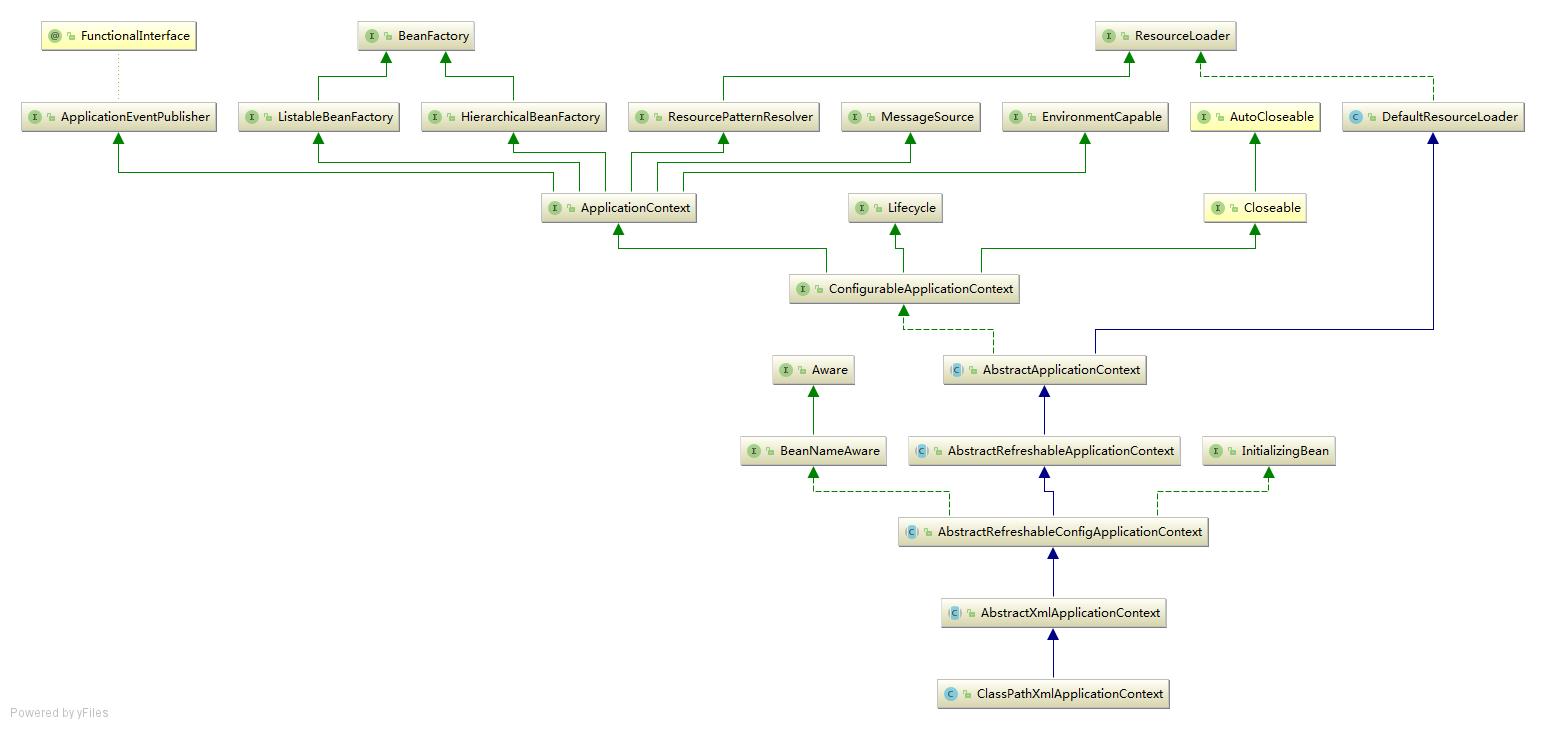 FunctionalInterface
BeanFactory
ResourceLoader
ApplicationEventPublisher
ListableBeanFactory
HierarchicalBeanFactory
ResourcePatternResolver
MessageSource
EnvironmentCapable
AutoCloseable
DefaultResourceLoader
ApplicationContext
Lifecycle
Closeable
ConfigurableApplicationContext
Aware
AbstractApplicationContext
BeanNameAware
AbstractRefreshableApplicationContext
InitializingBean
AbstractRefreshableConfigApplicationContext
AbstractXmlApplicationContext
ClassPathXmlApplicationContext
Powered by yFiles